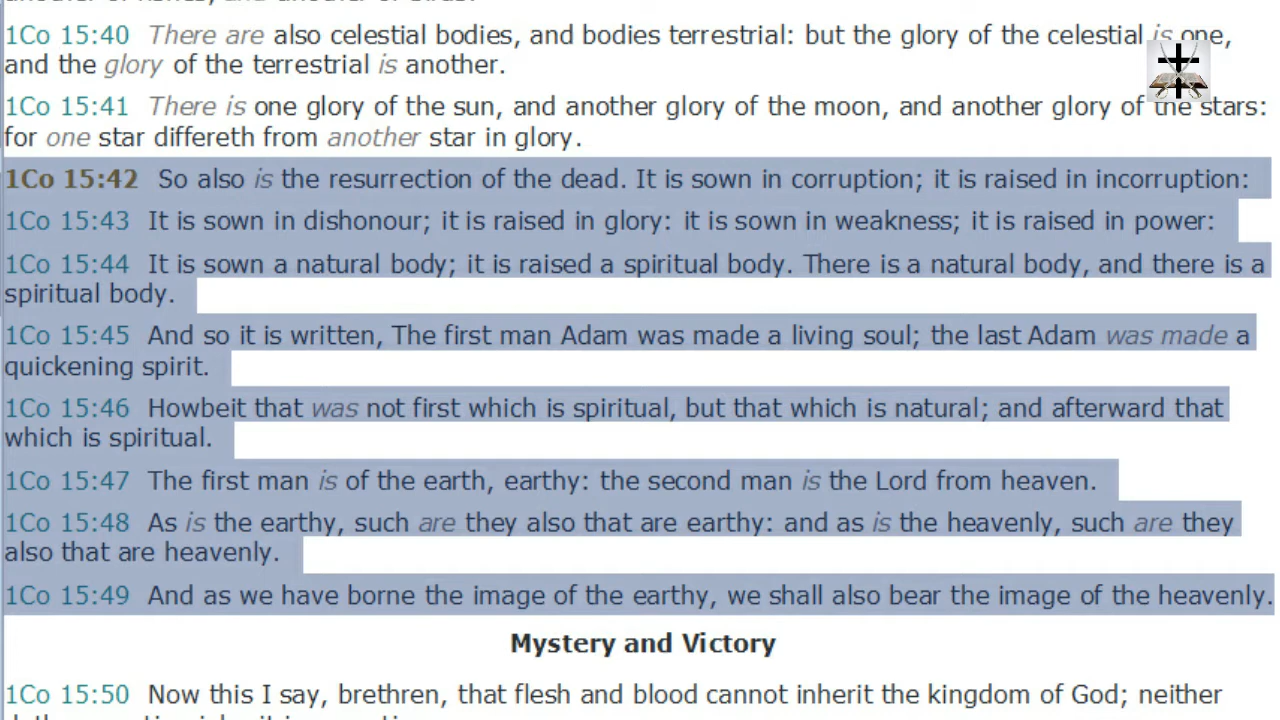 1Co 15:40 There are also celestial bodies, and bodies terrestrial: but the glory of the celestial is one,
and the glory of the terrestrial is another.
1Co 15:41 There is one glory of the sun, and another glory of the moon, and another glory of the stars:
for one star differeth from another star in glory.
1Co 15:42 So also is the resurrection of the dead. It is sown in corruption; it is raised in incorruption:
1Co 15:43 It is sown in dishonour; it is raised in glory: it is sown in weakness; it is raised in power:
1Co 15:44 It is sown a natural body; it is raised a spiritual body. There is a natural body, and there is a
spiritual body.
1Co 15:45 And so it is written, The first man Adam was made a living soul; the last Adam was made a
quickening spirit.
1Co 15:46 Howbeit that was not first which is spiritual, but that which is natural; and afterward that
which is spiritual.
1Co 15:47 The first man is of the earth, earthy: the second man is the Lord from heaven.
1Co 15:48 As is the earthy, such are they also that are earthy: and as is the heavenly, such are they
also that are heavenly.
1Co 15:49 And as we have borne the image of the earthy, we shall also bear the image of the heavenly.
Mystery and Victory
1Co 15:50 Now this I say, brethren, that flesh and blood cannot inherit the kingdom of God; neither